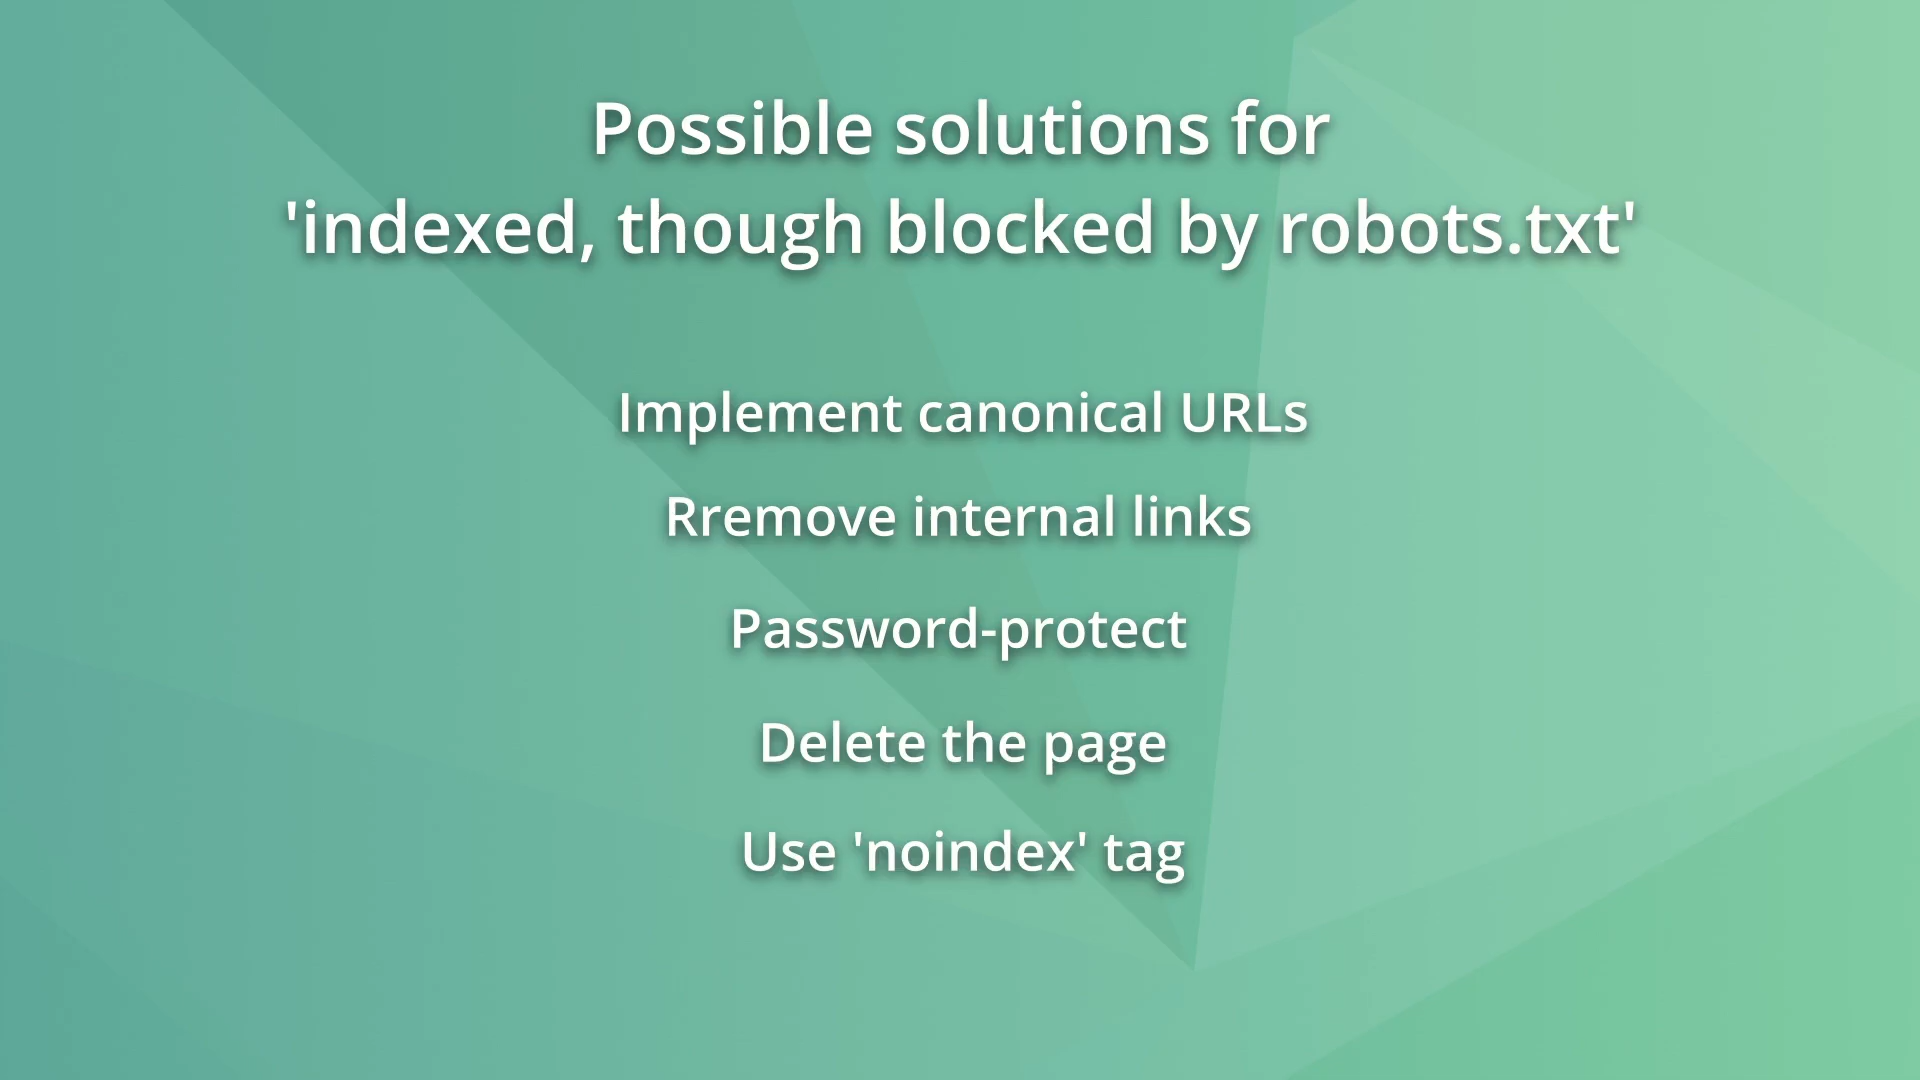 Possible solutions for
'indexed, though blocked by robots.txt'
Implement canonical URLs
Rremove internal links
Password-protect
Delete the page
Use 'noindex' tag